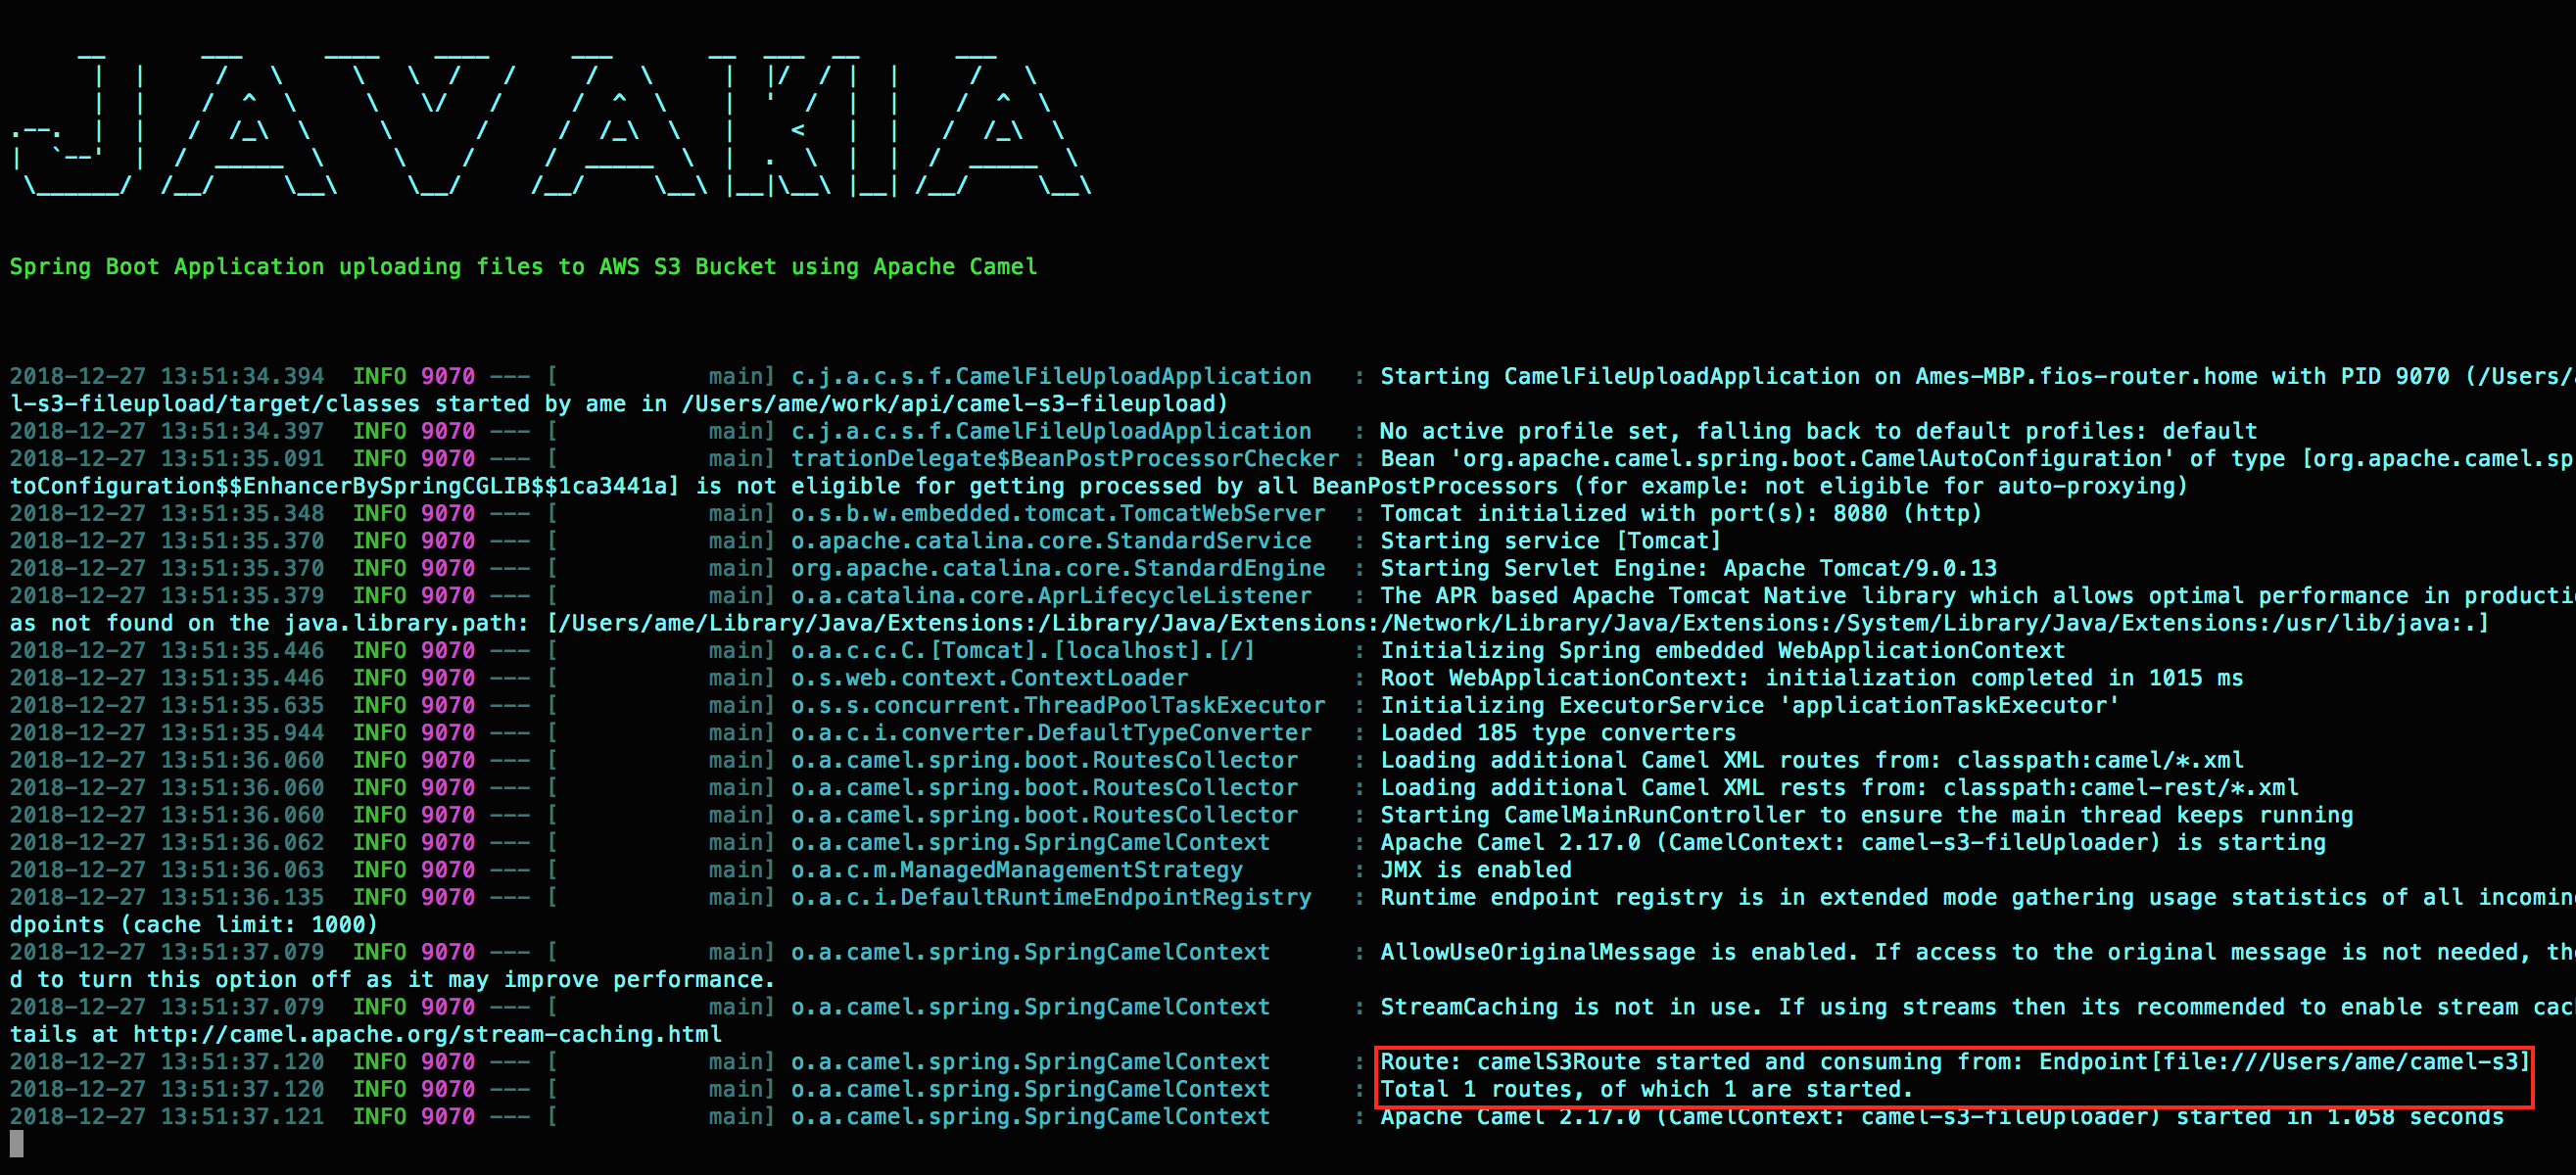 JAVAKIA
Spring Boot Application uploading files to AWS S3 Bucket using Apache Camel
2018-12-27 13:51:34.394  INFO 9070 --- [           main] c.j.a.c.s.f.CamelFileUploadApplication   : Starting CamelFileUploadApplication on Ames-MBP.fios-router.home with PID 9070 (/Users/
l-s3-fileupload/target/classes started by ame in /Users/ame/work/api/camel-s3-fileupload)
2018-12-27 13:51:34.397  INFO 9070 --- [           main] c.j.a.c.s.f.CamelFileUploadApplication   : No active profile set, falling back to default profiles: default
2018-12-27 13:51:35.091  INFO 9070 --- [           main] trationDelegate$BeanPostProcessorChecker : Bean 'org.apache.camel.spring.boot.CamelAutoConfiguration' of type [org.apache.camel.sp
toConfiguration$$EnhancerBySpringCGLIB$$1ca3441a] is not eligible for getting processed by all BeanPostProcessors (for example: not eligible for auto-proxying)
2018-12-27 13:51:35.348  INFO 9070 --- [           main] o.s.b.w.embedded.tomcat.TomcatWebServer  : Tomcat initialized with port(s): 8080 (http)
2018-12-27 13:51:35.370  INFO 9070 --- [           main] o.apache.catalina.core.StandardService   : Starting service [Tomcat]
2018-12-27 13:51:35.370  INFO 9070 --- [           main] org.apache.catalina.core.StandardEngine  : Starting Servlet Engine: Apache Tomcat/9.0.13
2018-12-27 13:51:35.379  INFO 9070 --- [           main] o.a.catalina.core.AprLifecycleListener   : The APR based Apache Tomcat Native library which allows optimal performance in producti
as not found on the java.library.path: [/Users/ame/Library/Java/Extensions:/Library/Java/Extensions:/Network/Library/Java/Extensions:/System/Library/Java/Extensions:/usr/lib/java:.]
2018-12-27 13:51:35.446  INFO 9070 --- [           main] o.a.c.c.C.[Tomcat].[localhost].[/]       : Initializing Spring embedded WebApplicationContext
2018-12-27 13:51:35.446  INFO 9070 --- [           main] o.s.web.context.ContextLoader            : Root WebApplicationContext: initialization completed in 1015 ms
2018-12-27 13:51:35.635  INFO 9070 --- [           main] o.s.s.concurrent.ThreadPoolTaskExecutor  : Initializing ExecutorService 'applicationTaskExecutor'
2018-12-27 13:51:35.944  INFO 9070 --- [           main] o.a.c.i.converter.DefaultTypeConverter   : Loaded 185 type converters
2018-12-27 13:51:36.060  INFO 9070 --- [           main] o.a.camel.spring.boot.RoutesCollector    : Loading additional Camel XML routes from: classpath:camel/*.xml
2018-12-27 13:51:36.060  INFO 9070 --- [           main] o.a.camel.spring.boot.RoutesCollector    : Loading additional Camel XML rests from: classpath:camel-rest/*.xml
2018-12-27 13:51:36.060  INFO 9070 --- [           main] o.a.camel.spring.boot.RoutesCollector    : Starting CamelMainRunController to ensure the main thread keeps running
2018-12-27 13:51:36.062  INFO 9070 --- [           main] o.a.camel.spring.SpringCamelContext      : Apache Camel 2.17.0 (CamelContext: camel-s3-fileUploader) is starting
2018-12-27 13:51:36.063  INFO 9070 --- [           main] o.a.c.m.ManagedManagementStrategy        : JMX is enabled
2018-12-27 13:51:36.135  INFO 9070 --- [           main] o.a.c.i.DefaultRuntimeEndpointRegistry   : Runtime endpoint registry is in extended mode gathering usage statistics of all incomin
dpoints (cache limit: 1000)
2018-12-27 13:51:37.079  INFO 9070 --- [           main] o.a.camel.spring.SpringCamelContext      : AllowUseOriginalMessage is enabled. If access to the original message is not needed, the
d to turn this option off as it may improve performance.
2018-12-27 13:51:37.079  INFO 9070 --- [           main] o.a.camel.spring.SpringCamelContext      : StreamCaching is not in use. If using streams then its recommended to enable stream cac
tails at http://camel.apache.org/stream-caching.html
2018-12-27 13:51:37.120  INFO 9070 --- [           main] o.a.camel.spring.SpringCamelContext      : Route: camelS3Route started and consuming from: Endpoint[file:///Users/ame/camel-s3]
2018-12-27 13:51:37.120  INFO 9070 --- [           main] o.a.camel.spring.SpringCamelContext      : Total 1 routes, of which 1 are started.
2018-12-27 13:51:37.121  INFO 9070 --- [           main] o.a.camel.spring.SpringCamelContext      : Apache Camel 2.17.0 (CamelContext: camel-s3-fileUploader) started in 1.058 seconds